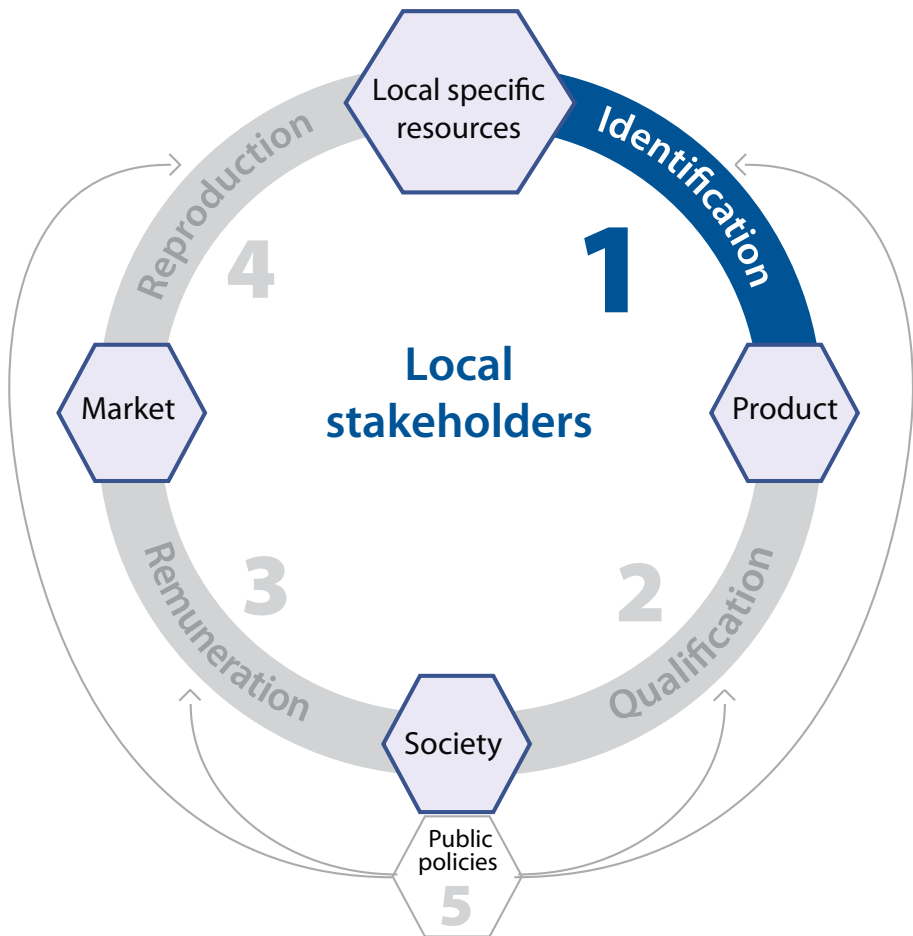 Local specific
resources
Identification
1
Product
2
Qualification
Society
3
Remuneration
Market
4
Reproduction
Local
stakeholders
Public
policies
5